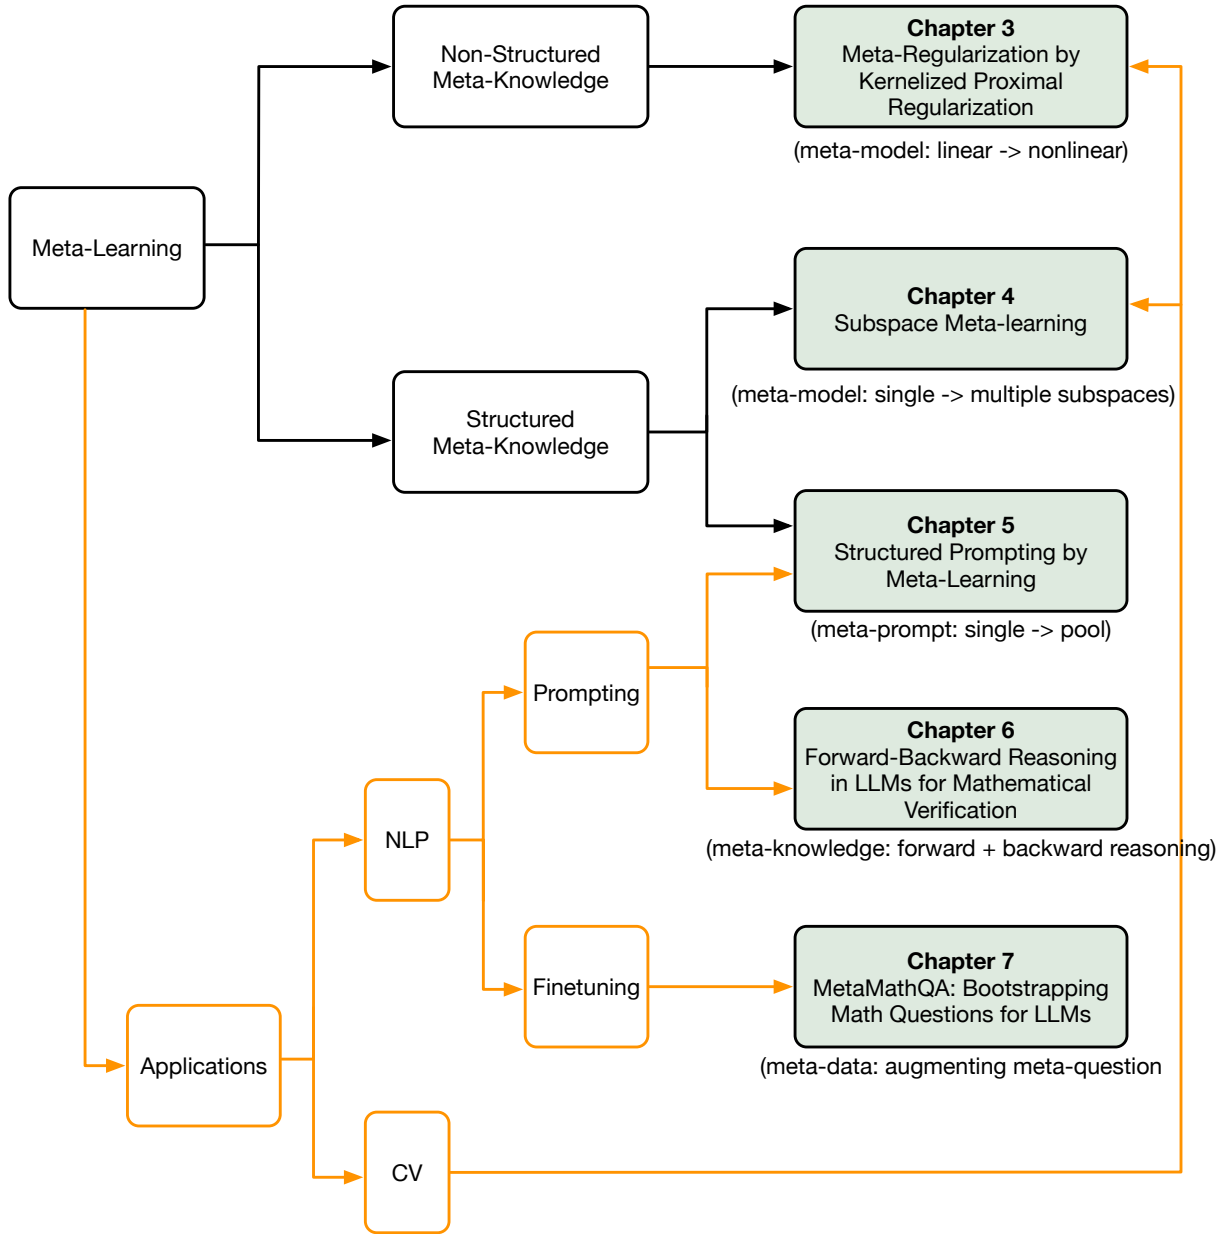 Non-Structured
Meta-Knowledge
Chapter 3
Meta-Regularization by
Kernelized Proximal
Regularization
(meta-model: linear -> nonlinear)
Meta-Learning
Chapter 4
Subspace Meta-learning
(meta-model: single -> multiple subspaces)
Structured
Meta-Knowledge
Chapter 5
Structured Prompting by
Meta-Learning
(meta-prompt: single -> pool)
Prompting
Chapter 6
Forward-Backward Reasoning
in LLMs for Mathematical
Verification
(meta-knowledge: forward + backward reasoning)
NLP
Finetuning
Chapter 7
MetaMathQA: Bootstrapping
Math Questions for LLMs
(meta-data: augmenting meta-question
Applications
CV